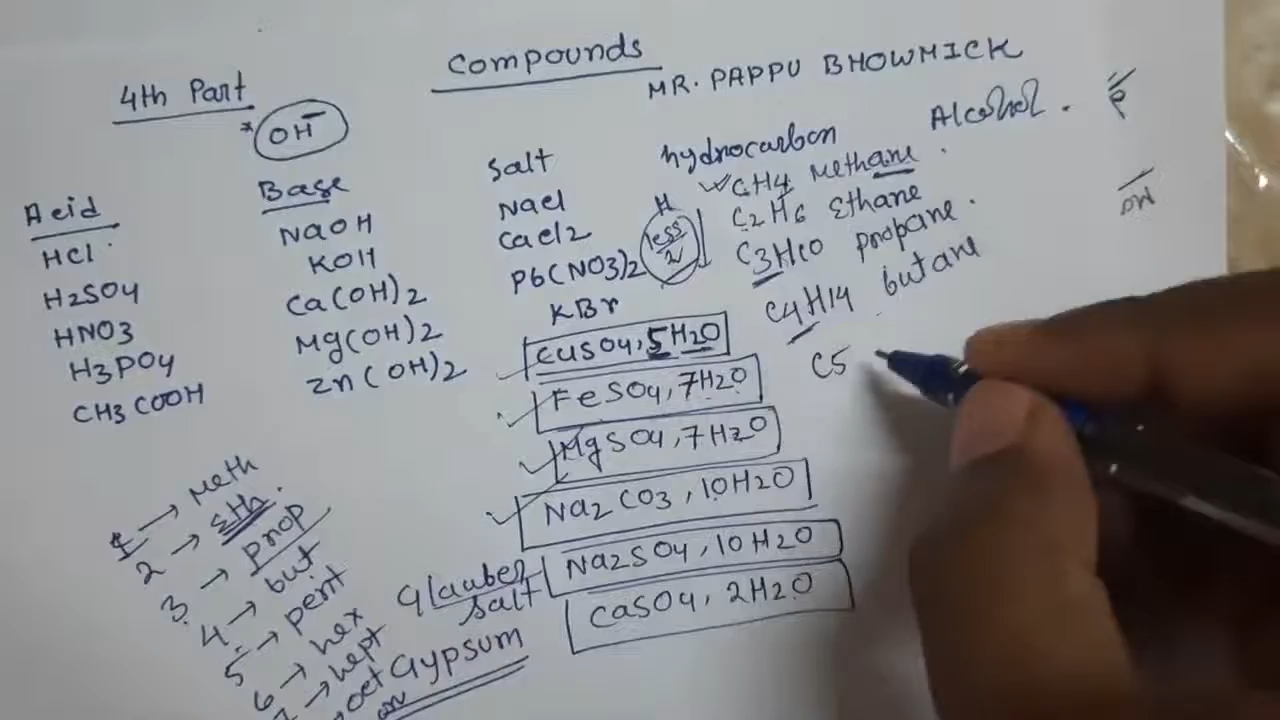 Compounds
MR. PAPPU BHOWMICK
4th Part
* OH⁻
Acid
HCl
H2SO4
HNO3
H3PO4
CH3COOH
Base
NaOH
KOH
Ca(OH)2
Mg(OH)2
Zn(OH)2
Salt
NaCl
CaCl2
Pb(NO3)2
KBr
CuSO4, 5H2O
FeSO4, 7H2O
MgSO4, 7H2O
Na2CO3, 10H2O
Glauber salt
Na2SO4, 10H2O
Gypsum
CaSO4, 2H2O
hydrocarbon
CH4 Methane
C2H6 Ethane
C3H10 propane.
C4H14 butane
C5
H
less
2
Alcohol.
1 → Meth
2 → Eth.
3. → prop
4. → but
5 → pent
6 → hex
7 → hept
oct